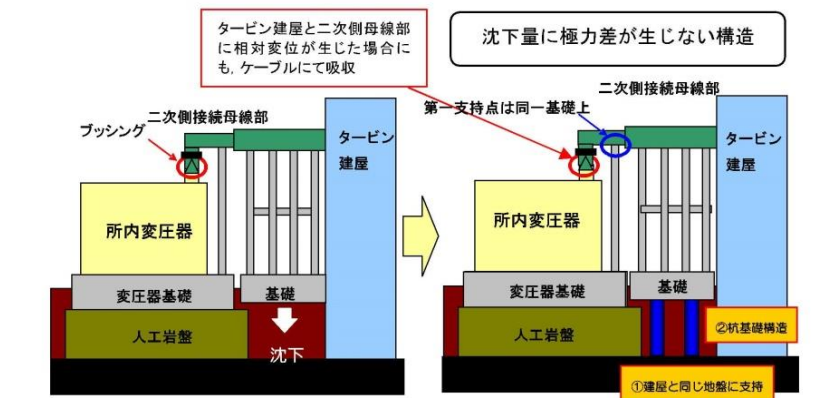 タービン建屋と二次側母線部
に相対変位が生じた場合に
も，ケーブルにて吸収
沈下量に極力差が生じない構造
ブッシング
二次側接続母線部
タービン
建屋
所内変圧器
変圧器基礎
基礎
人工岩盤
沈下
二次側接続母線部
第一支持点は同一基礎上
タービン
建屋
所内変圧器
変圧器基礎
基礎
人工岩盤
②杭基礎構造
①建屋と同じ地盤に支持